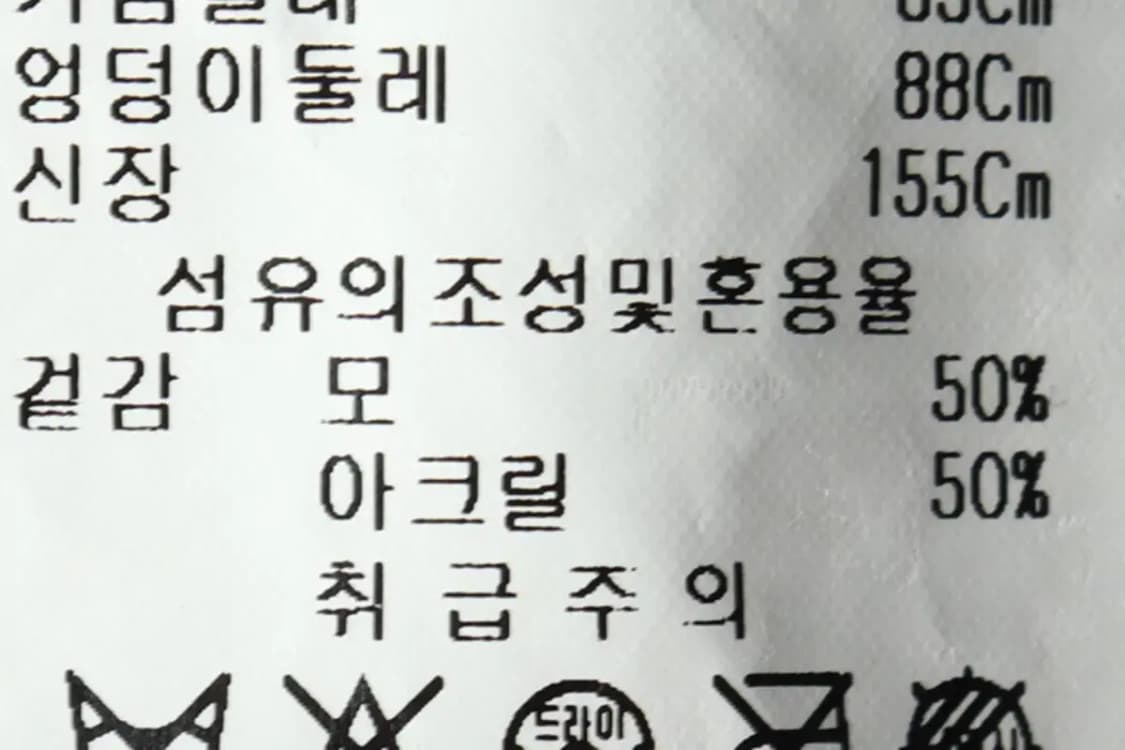 엉덩이둘레 88Cm
신장 155Cm
섬유의조성및혼용율
겉감 모 50%
아크릴 50%
취급주의
드라이